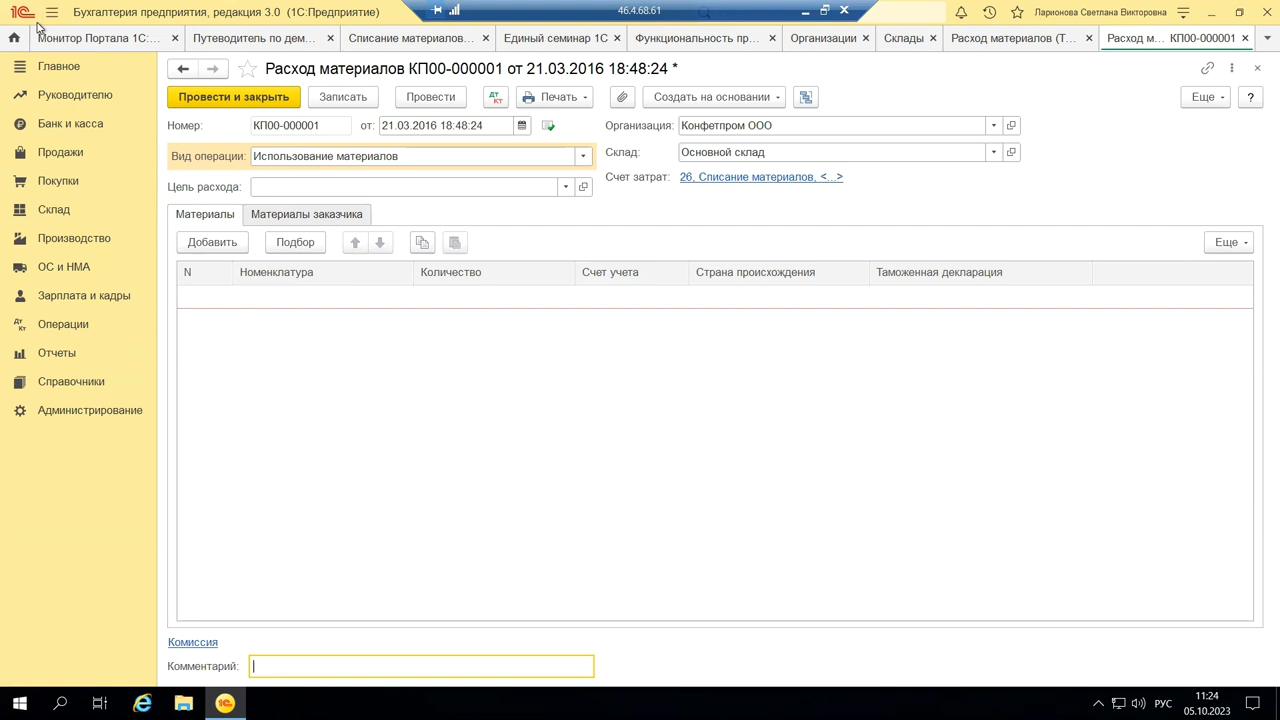 Бухгалтерия предприятия, редакция 3.0 (1С:Предприятие)
46.4.68.61
Ларионова Светлана Викторовна
Монитор Портала 1С:...
Путеводитель по дем...
Списание материалов...
Единый семинар 1С
Функциональность пр...
Организации
Склады
Расход материалов (Т...
Расход м... КП00-000001
Главное
Руководителю
Банк и касса
Продажи
Покупки
Склад
Производство
ОС и НМА
Зарплата и кадры
Операции
Отчеты
Справочники
Администрирование
Расход материалов КП00-000001 от 21.03.2016 18:48:24 *
Провести и закрыть
Записать
Провести
Дт Кт
Печать
Создать на основании
Еще
?
Номер: КП00-000001 от: 21.03.2016 18:48:24
Организация: Конфетпром ООО
Вид операции: Использование материалов
Склад: Основной склад
Цель расхода:
Счет затрат: 26, Списание материалов, <...>
Материалы
Материалы заказчика
Добавить
Подбор
Еще
N Номенклатура Количество Счет учета Страна происхождения Таможенная декларация
Комиссия
Комментарий:
РУС
11:24
05.10.2023